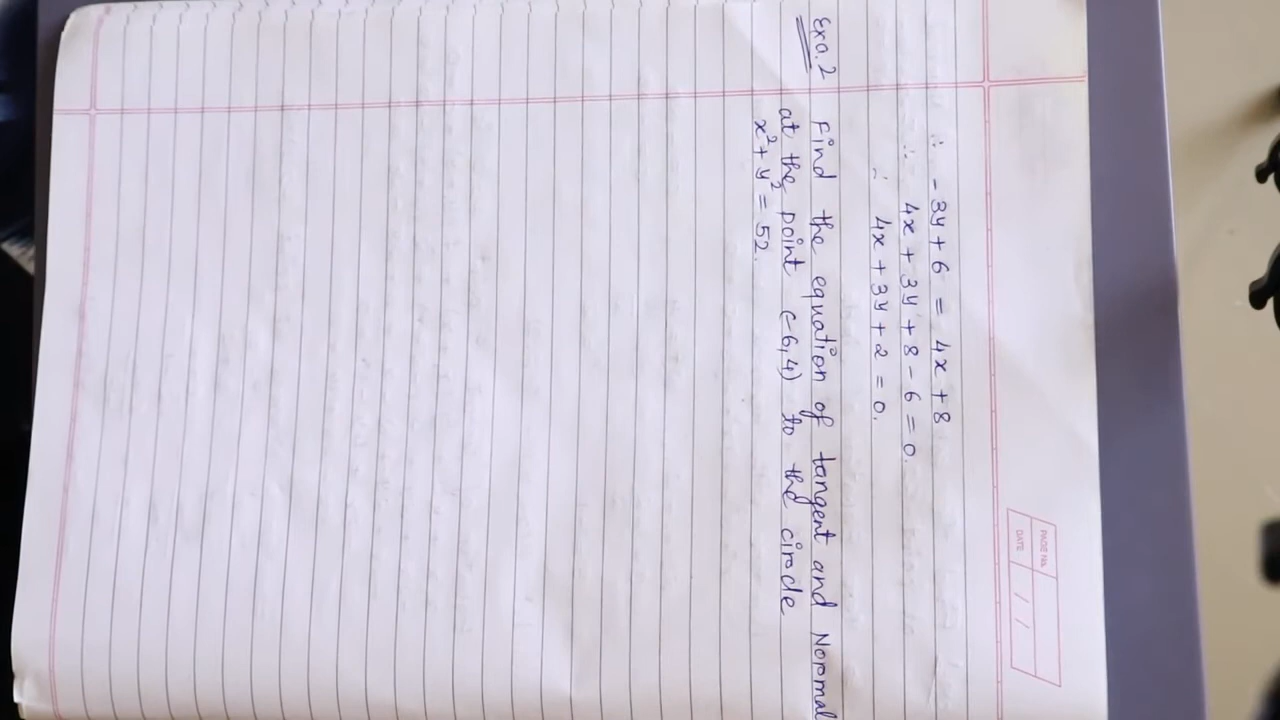 PAGE No.
DATE / /
∴ -3y + 6 = 4x + 8
∴ 4x + 3y + 8 - 6 = 0.
∴ 4x + 3y + 2 = 0.
Exa. 2 Find the equation of tangent and Normal
at the point (-6,4) to the circle
x² + y² = 52.